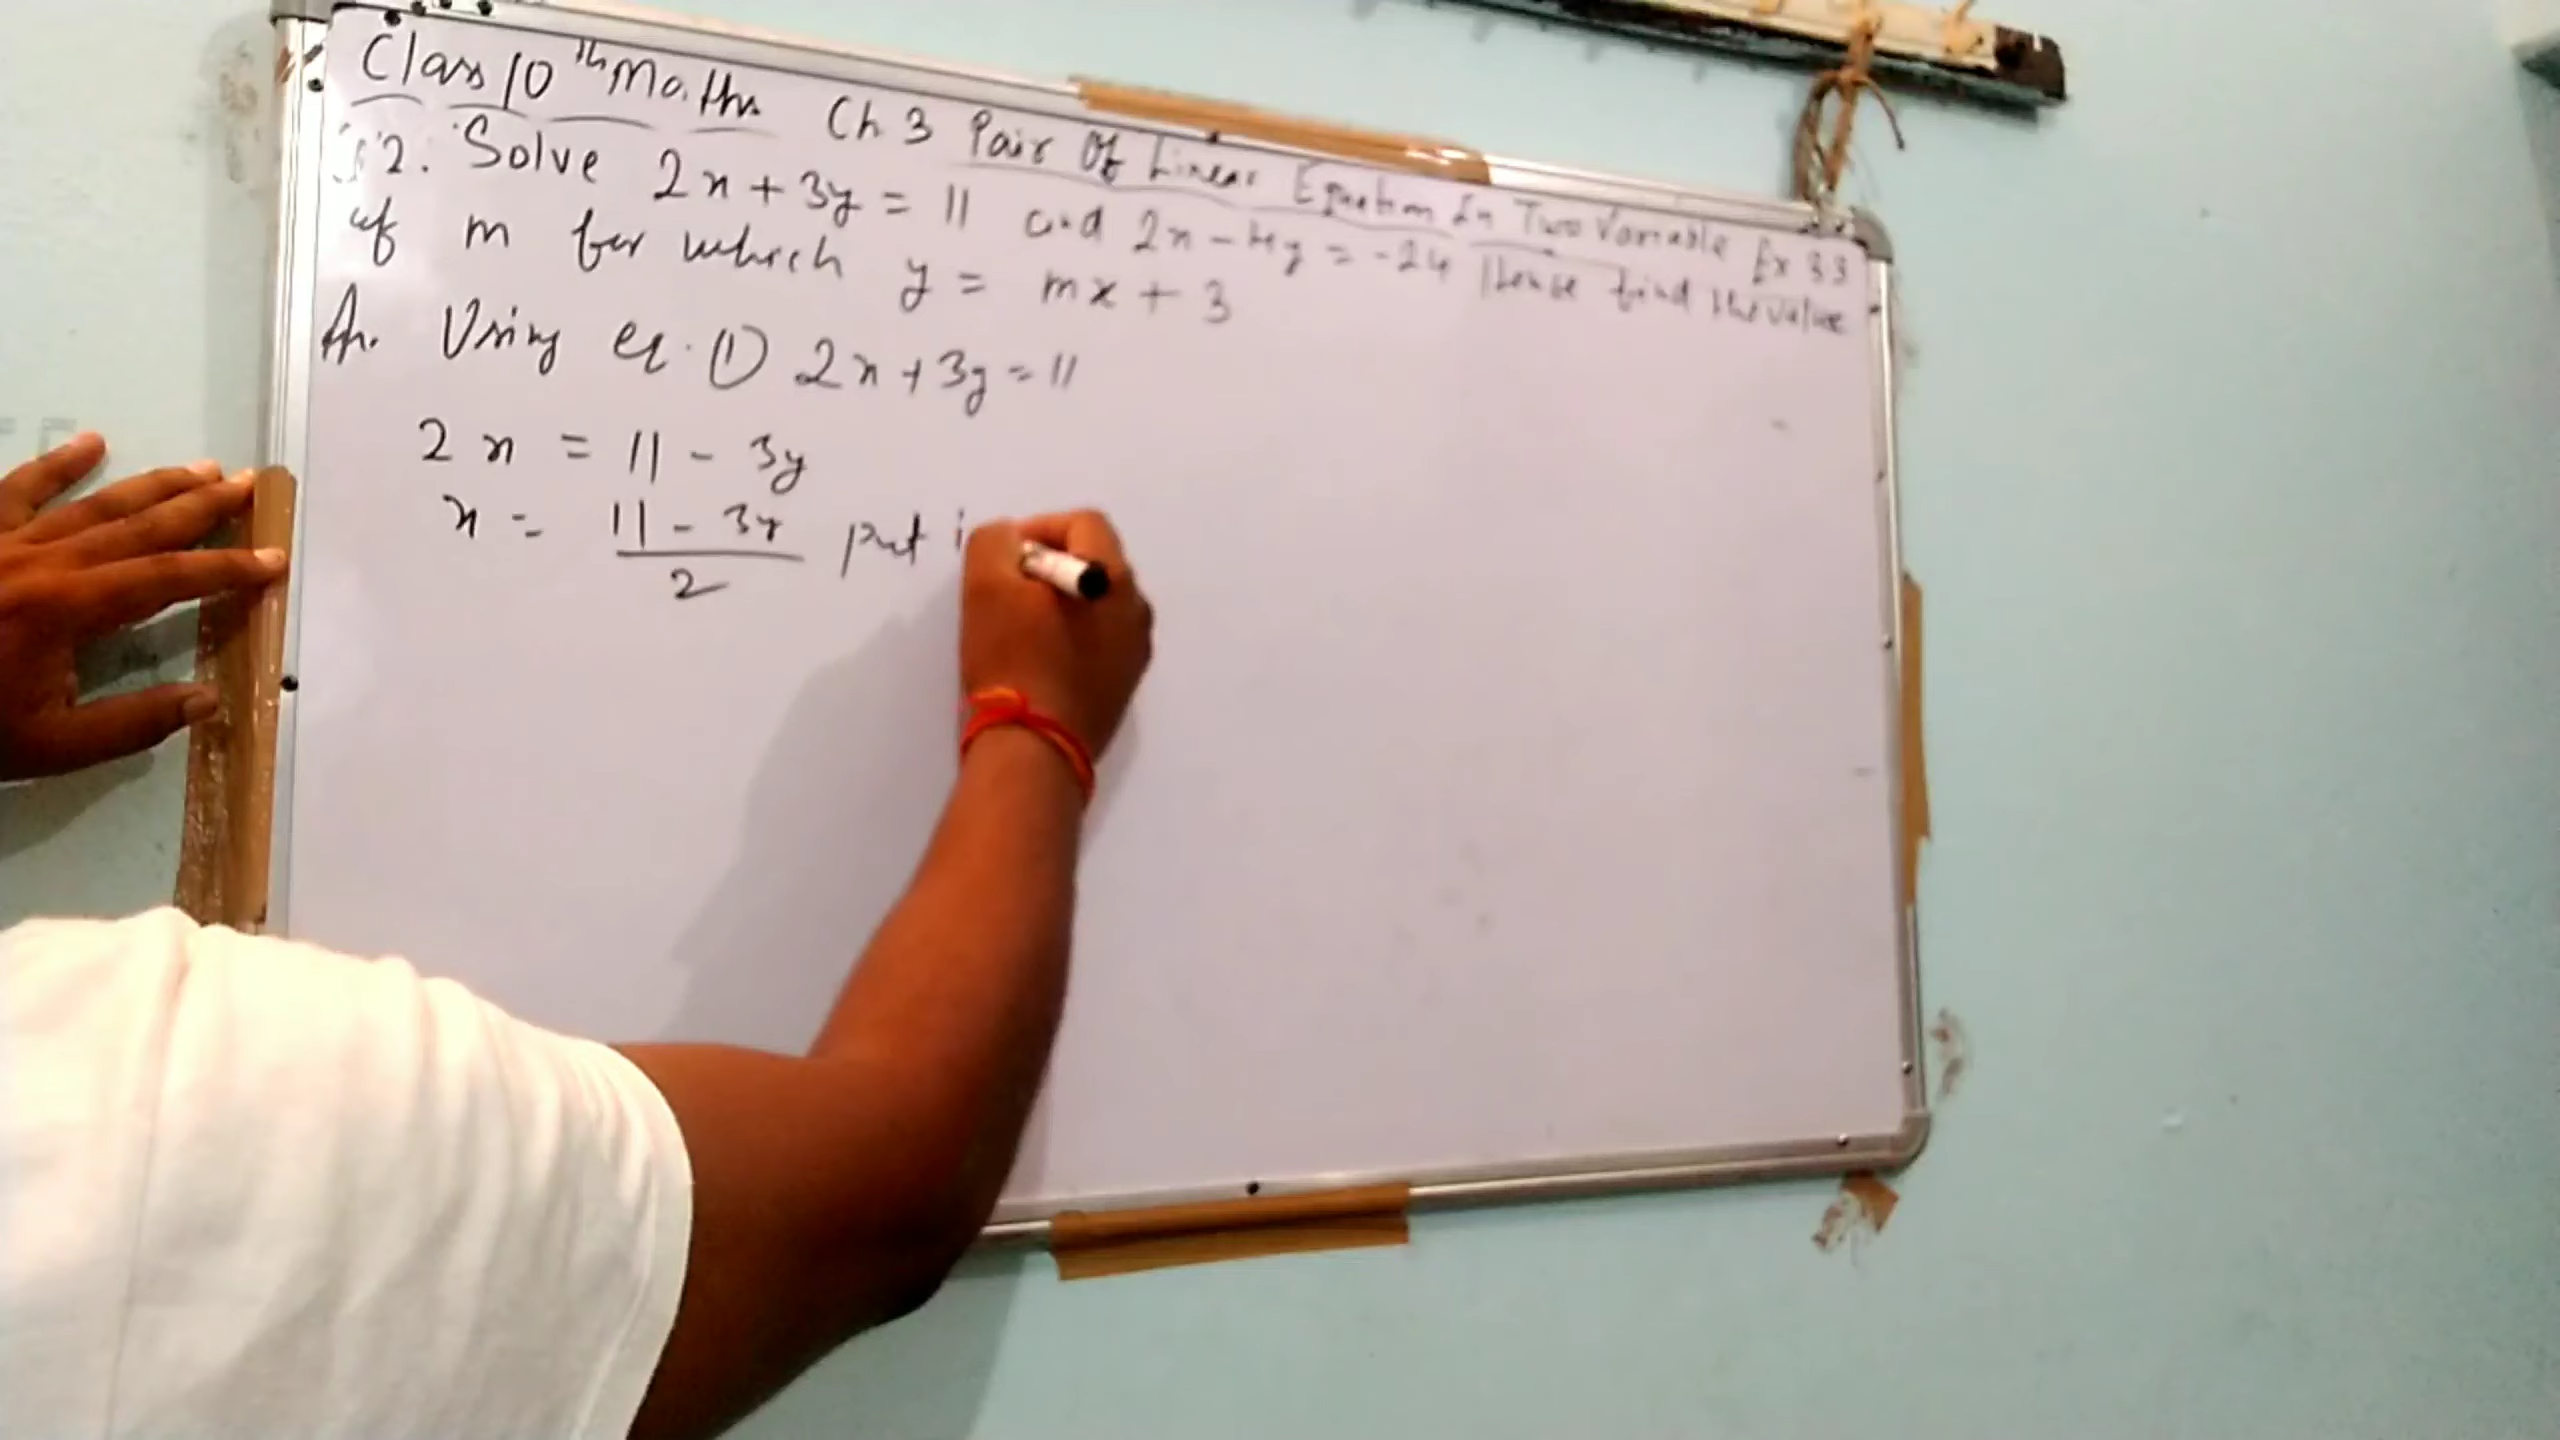 Class 10th Maths Ch 3 Pair Of Linear Equation In Two Variable Ex 3.3
2. Solve 2x + 3y = 11 and 2x - 4y = -24 Hence find the value
of m for which y = mx + 3
An. Using eq. ① 2x + 3y = 11
2x = 11 - 3y
x = 11 - 3y put i
2